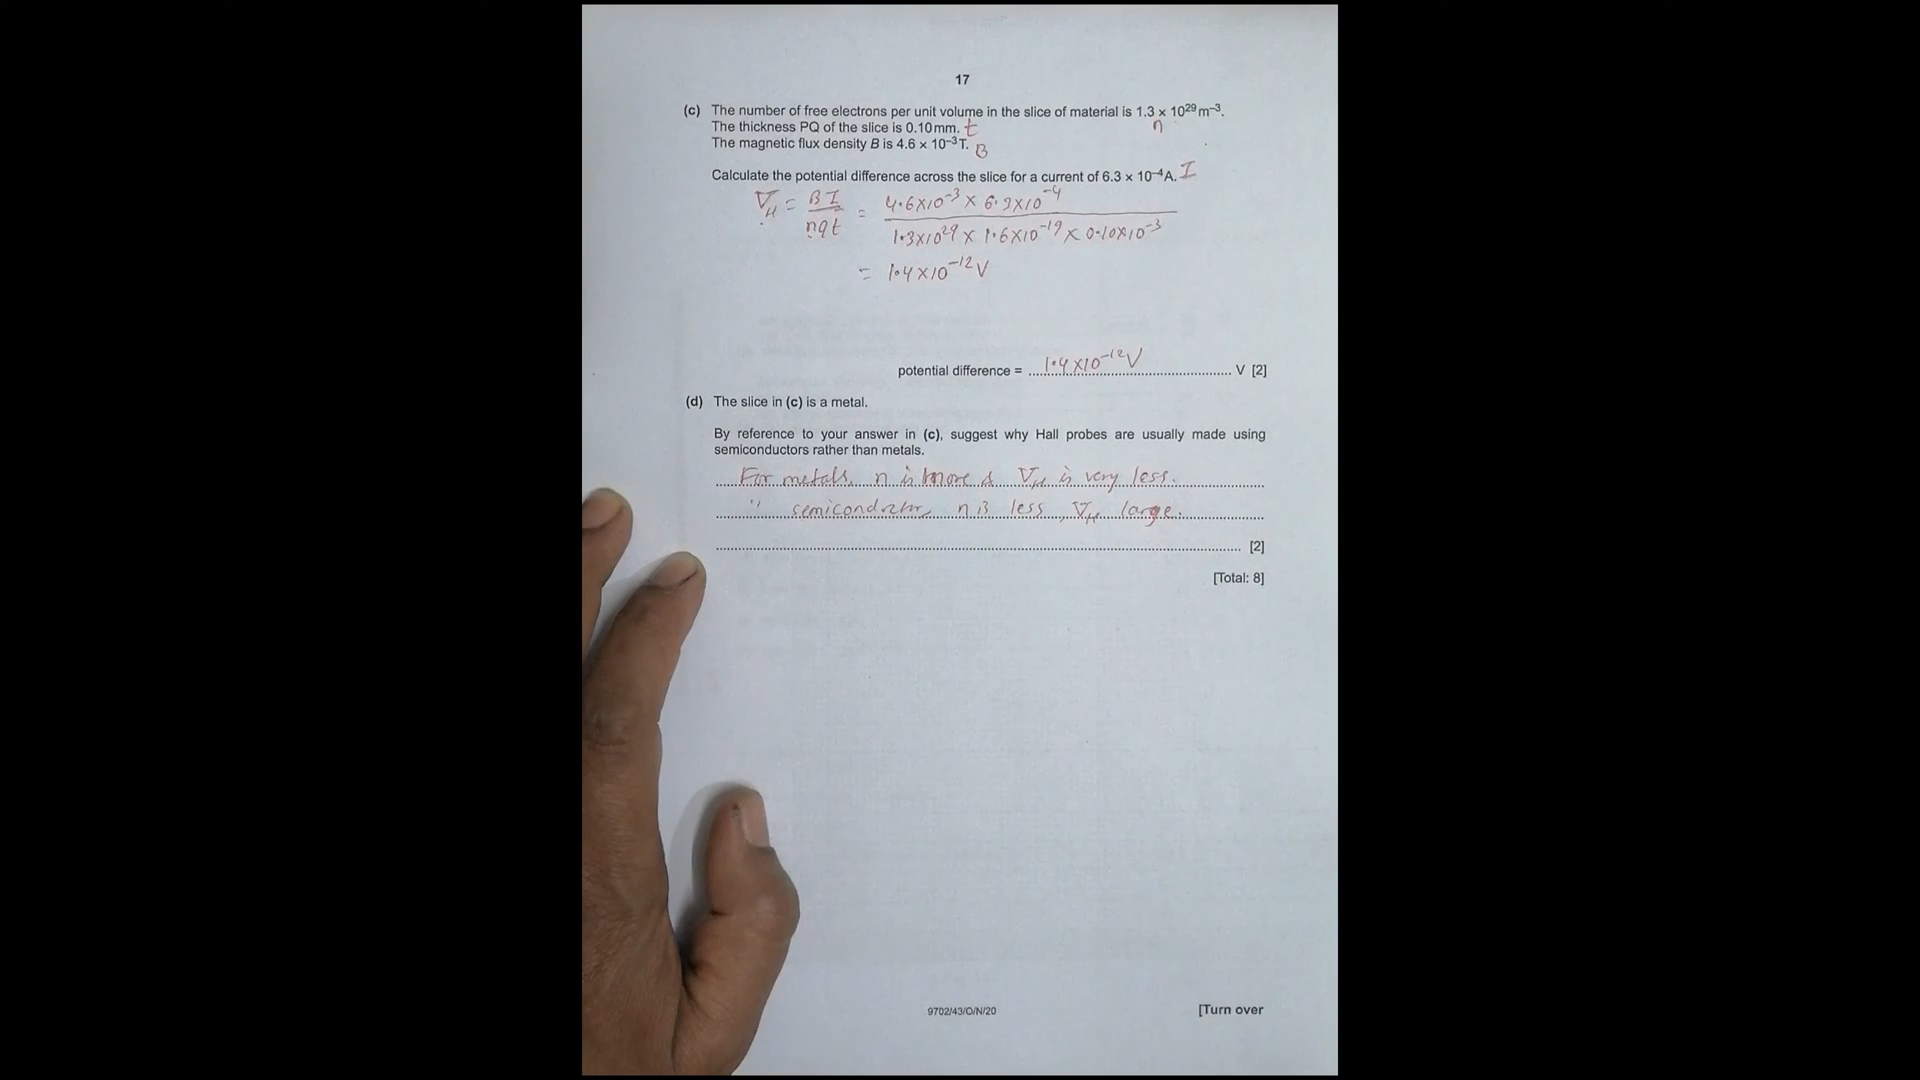 17
(c) The number of free electrons per unit volume in the slice of material is 1.3 × 10²⁹ m⁻³.
n
The thickness PQ of the slice is 0.10 mm. t
The magnetic flux density B is 4.6 × 10⁻³ T. B
Calculate the potential difference across the slice for a current of 6.3 × 10⁻⁴ A. I
V_H = BI / nqt = 4.6×10⁻³ × 6.3×10⁻⁴ / 1.3×10²⁹ × 1.6×10⁻¹⁹ × 0.10×10⁻³
= 1.4×10⁻¹² V
potential difference = 1.4×10⁻¹² V V [2]
(d) The slice in (c) is a metal.
By reference to your answer in (c), suggest why Hall probes are usually made using
semiconductors rather than metals.
For metals, n is more & V_H is very less.
" semiconductor, n is less, V_H large.
[2]
[Total: 8]
9702/43/O/N/20
[Turn over